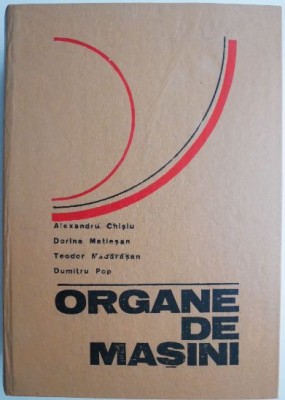 Alexandru Chișiu
Dorina Matieșan
Teodor Mădărășan
Dumitru Pop
ORGANE
DE
MAȘINI